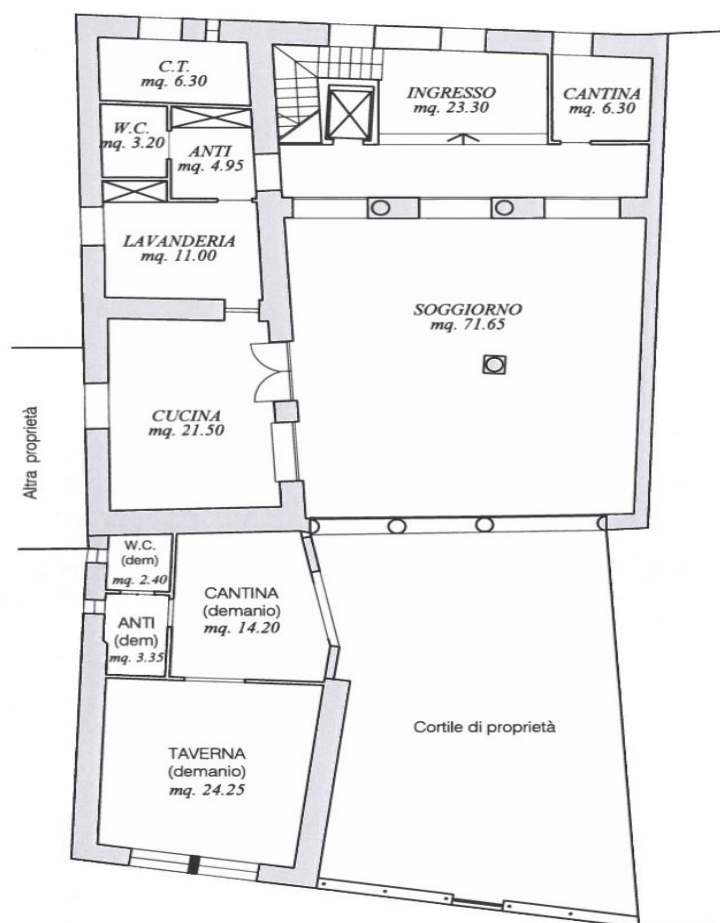 C.T.
mq. 6.30
INGRESSO
mq. 23.30
CANTINA
mq. 6.30
W.C.
mq. 3.20
ANTI
mq. 4.95
LAVANDERIA
mq. 11.00
SOGGIORNO
mq. 71.65
CUCINA
mq. 21.50
Altra proprietà
W.C.
(dem)
mq. 2.40
CANTINA
(demanio)
mq. 14.20
ANTI
(dem)
mq. 3.35
Cortile di proprietà
TAVERNA
(demanio)
mq. 24.25